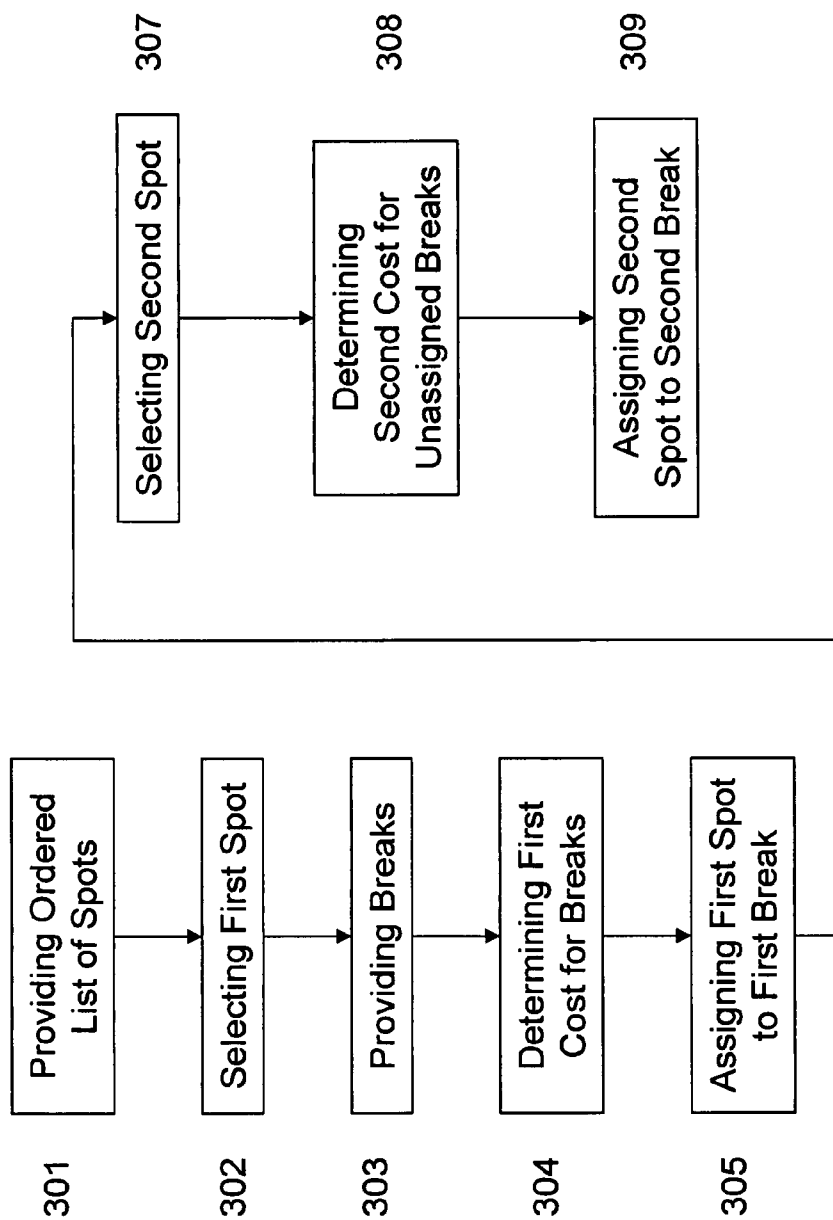 301
Providing Ordered
List of Spots
302
Selecting First Spot
303
Providing Breaks
304
Determining First
Cost for Breaks
305
Assigning First Spot
to First Break
307
Selecting Second Spot
308
Determining
Second Cost for
Unassigned Breaks
309
Assigning Second
Spot to Second Break